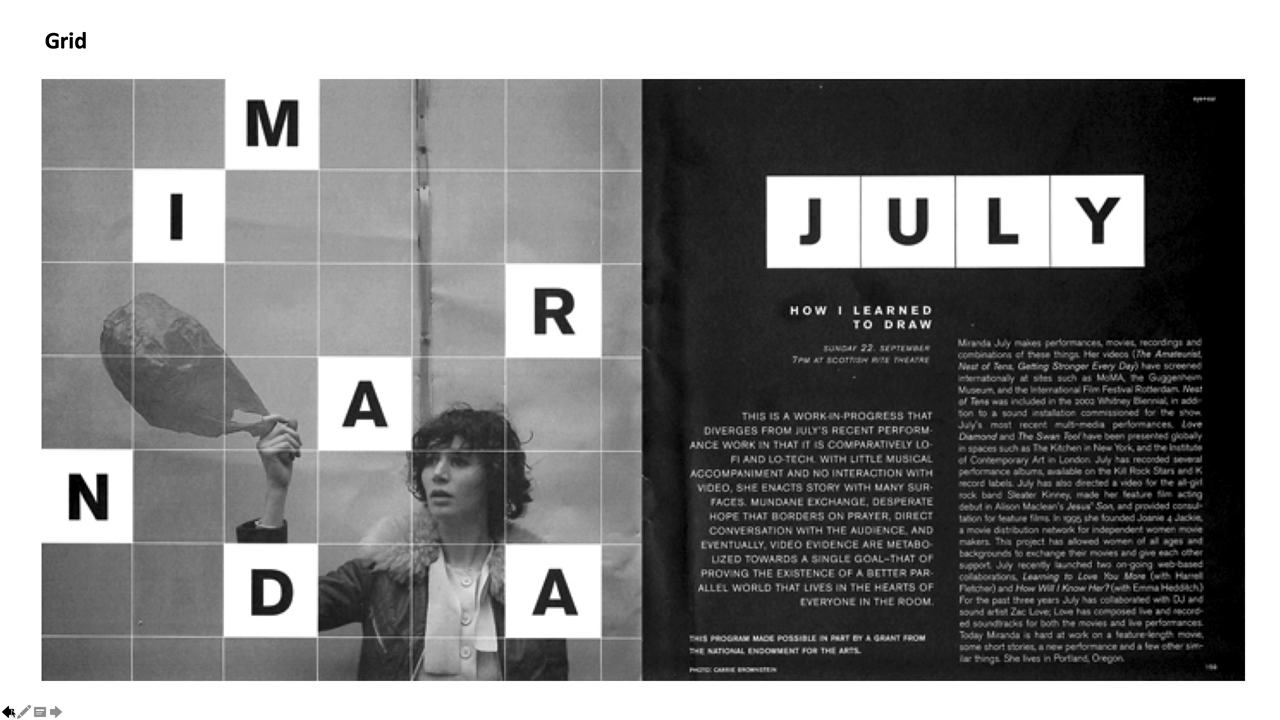 Grid
M
I
R
A
N
D A
JULY
HOW I LEARNED
TO DRAW
SUNDAY 22. SEPTEMBER
7PM AT SCOTTISH RITE THEATRE
THIS IS A WORK-IN-PROGRESS THAT
DIVERGES FROM JULY'S RECENT PERFORM-
ANCE WORK IN THAT IT IS COMPARATIVELY LO-
FI AND LO-TECH. WITH LITTLE MUSICAL
ACCOMPANIMENT AND NO INTERACTION WITH
VIDEO, SHE ENACTS STORY WITH MANY SUR-
FACES. MUNDANE EXCHANGE, DESPERATE
HOPE THAT BORDERS ON PRAYER, DIRECT
CONVERSATION WITH THE AUDIENCE, AND
EVENTUALLY, VIDEO EVIDENCE ARE METABO-
LIZED TOWARDS A SINGLE GOAL–THAT OF
PROVING THE EXISTENCE OF A BETTER PAR-
ALLEL WORLD THAT LIVES IN THE HEARTS OF
EVERYONE IN THE ROOM.
THIS PROGRAM MADE POSSIBLE IN PART BY A GRANT FROM
THE NATIONAL ENDOWMENT FOR THE ARTS.
PHOTO: CARRIE BROWNSTEIN
Miranda July makes performances, movies, recordings and
combinations of these things. Her videos (The Amateurist,
Nest of Tens, Getting Stronger Every Day) have screened
internationally at sites such as MoMA, the Guggenheim
Museum, and the International Film Festival Rotterdam. Nest
of Tens was included in the 2002 Whitney Biennial, in addi-
tion to a sound installation commissioned for the show.
July's most recent multi-media performances, Love
Diamond and The Swan Tool have been presented globally
in spaces such as The Kitchen in New York, and the Institute
of Contemporary Art in London. July has recorded several
performance albums, available on the Kill Rock Stars and K
record labels. July has also directed a video for the all-girl
rock band Sleater Kinney, made her feature film acting
debut in Alison Maclean's Jesus' Son, and provided consul-
tation for feature films. In 1995, she founded Joanie 4 Jackie,
a movie distribution network for independent women movie
makers. This project has allowed women of all ages and
backgrounds to exchange their movies and give each other
support. July recently launched two on-going web-based
collaborations, Learning to Love You More (with Harrell
Fletcher) and How Will I Know Her? (with Emma Hedditch.)
For the past three years July has collaborated with DJ and
sound artist Zac Love; Love has composed live and record-
ed soundtracks for both the movies and live performances.
Today Miranda is hard at work on a feature-length movie,
some short stories, a new performance and a few other sim-
ilar things. She lives in Portland, Oregon.